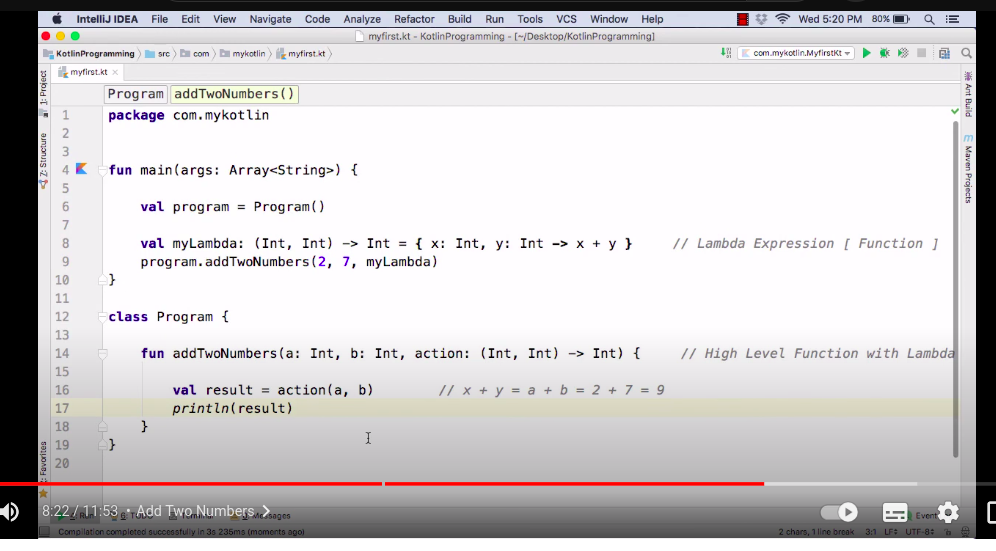 IntelliJ IDEA File Edit View Navigate Code Analyze Refactor Build Run Tools VCS Window Help Wed 5:20 PM 80%
myfirst.kt - KotlinProgramming - [~/Desktop/KotlinProgramming]
KotlinProgramming src com mykotlin myfirst.kt com.mykotlin.MyfirstKt
myfirst.kt
1: Project
Z: Structure
Favorites
Ant Build
Maven Projects
Program addTwoNumbers()
1 package com.mykotlin
2
3
4 fun main(args: Array<String>) {
5
6 val program = Program()
7
8 val myLambda: (Int, Int) -> Int = { x: Int, y: Int -> x + y } // Lambda Expression [ Function ]
9 program.addTwoNumbers(2, 7, myLambda)
10 }
11
12 class Program {
13
14 fun addTwoNumbers(a: Int, b: Int, action: (Int, Int) -> Int) { // High Level Function with Lambda
15
16 val result = action(a, b) // x + y = a + b = 2 + 7 = 9
17 println(result)
18 }
19 }
20
8:22 / 11:53 • Add Two Numbers
Compilation completed successfully in 3s 235ms (moments ago) 2 chars, 1 line break 3:1 LF÷ UTF-8÷